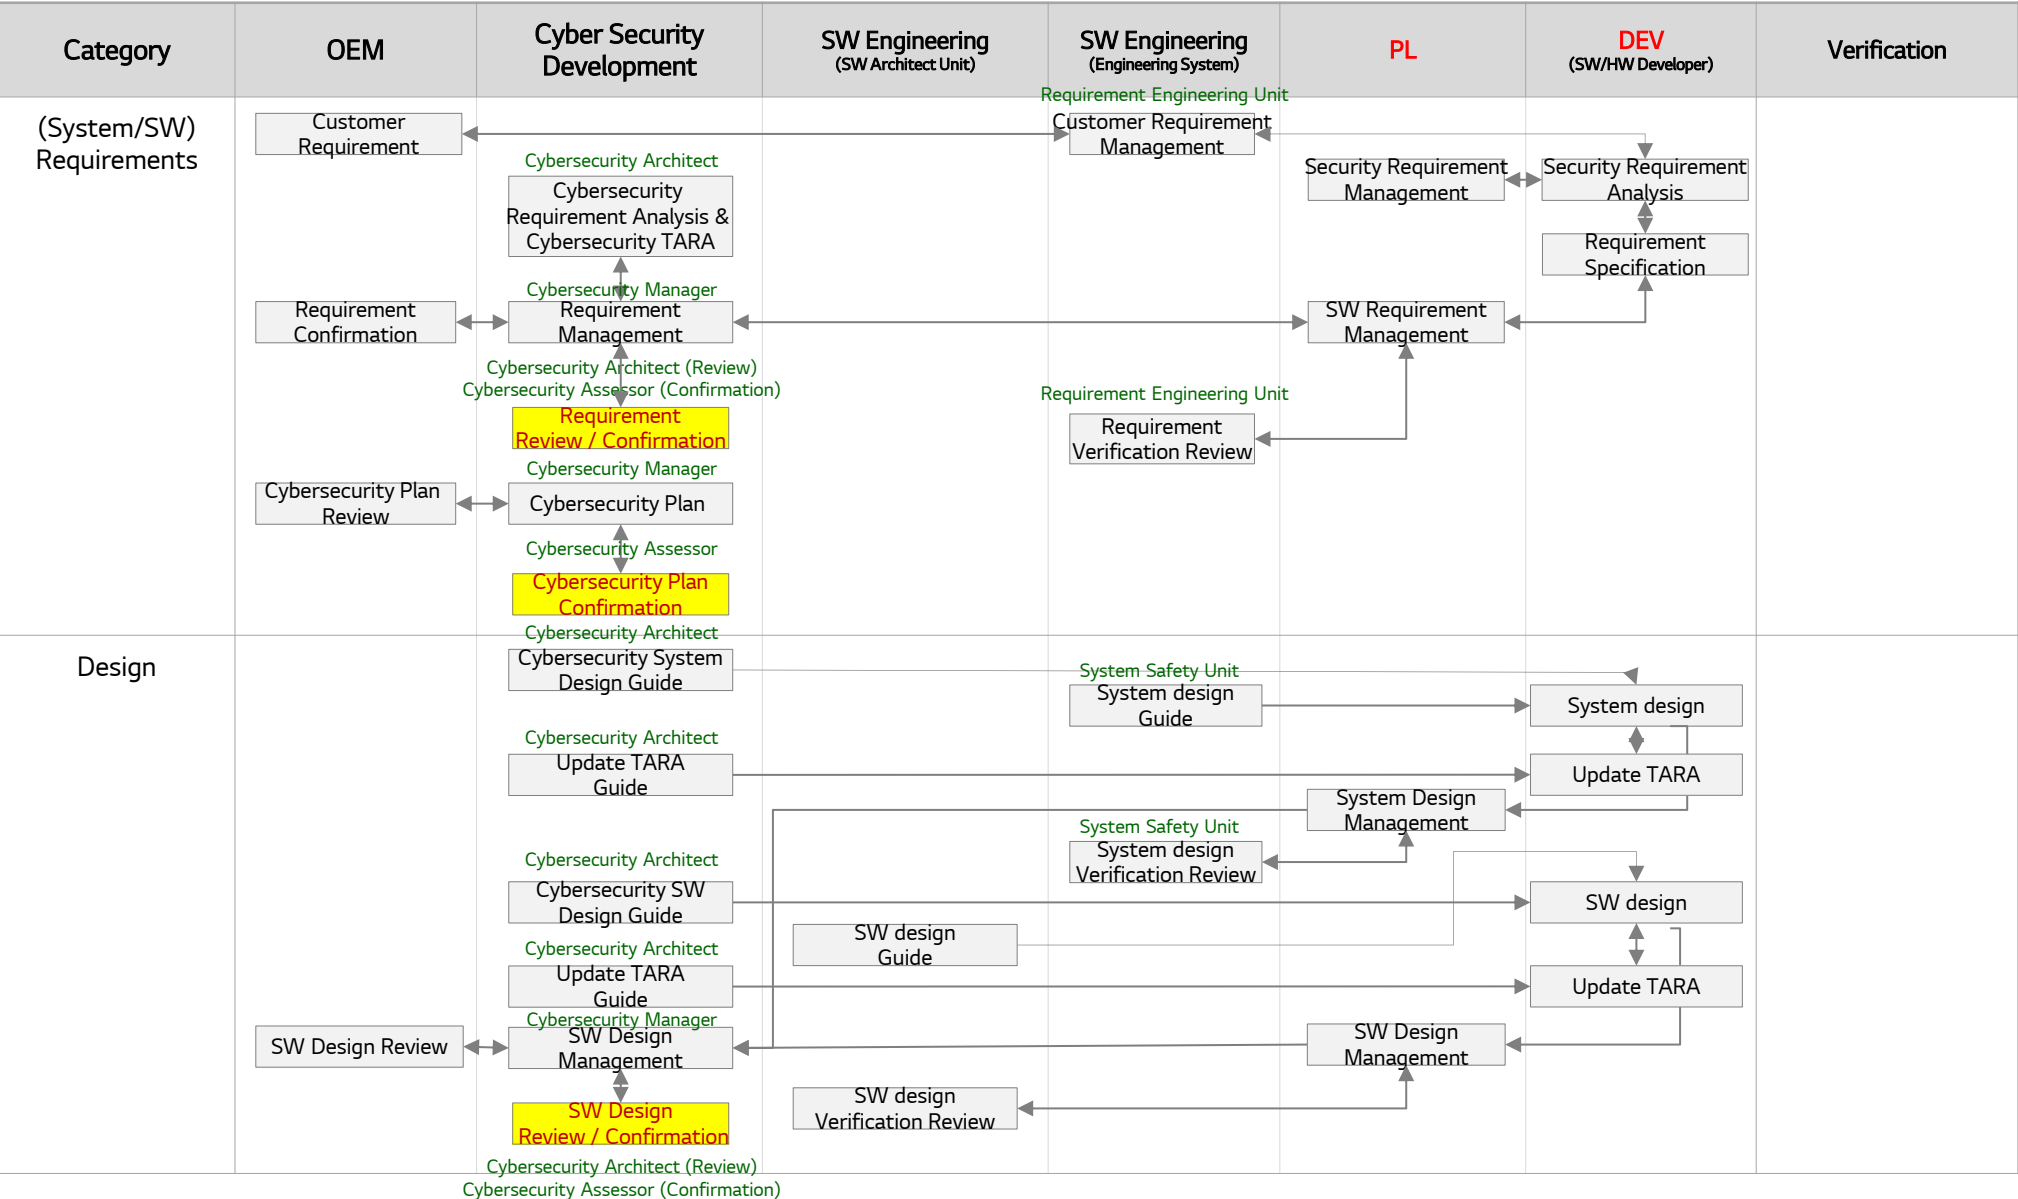 Category
OEM
Cyber Security
Development
SW Engineering
(SW Architect Unit)
SW Engineering
(Engineering System)
PL
DEV
(SW/HW Developer)
Verification
(System/SW)
Requirements
Customer
Requirement
Requirement Engineering Unit
Customer Requirement
Management
Cybersecurity Architect
Cybersecurity
Requirement Analysis &
Cybersecurity TARA
Security Requirement
Management
Security Requirement
Analysis
Requirement
Specification
Cybersecurity Manager
Requirement
Confirmation
Requirement
Management
SW Requirement
Management
Cybersecurity Architect (Review)
Cybersecurity Assessor (Confirmation)
Requirement
Review / Confirmation
Requirement Engineering Unit
Requirement
Verification Review
Cybersecurity Manager
Cybersecurity Plan
Review
Cybersecurity Plan
Cybersecurity Assessor
Cybersecurity Plan
Confirmation
Design
Cybersecurity Architect
Cybersecurity System
Design Guide
System Safety Unit
System design
Guide
System design
Cybersecurity Architect
Update TARA
Guide
Update TARA
System Design
Management
System Safety Unit
System design
Verification Review
Cybersecurity Architect
Cybersecurity SW
Design Guide
SW design
SW design
Guide
Cybersecurity Architect
Update TARA
Guide
Update TARA
Cybersecurity Manager
SW Design Review
SW Design
Management
SW Design
Management
SW Design
Review / Confirmation
SW design
Verification Review
Cybersecurity Architect (Review)
Cybersecurity Assessor (Confirmation)